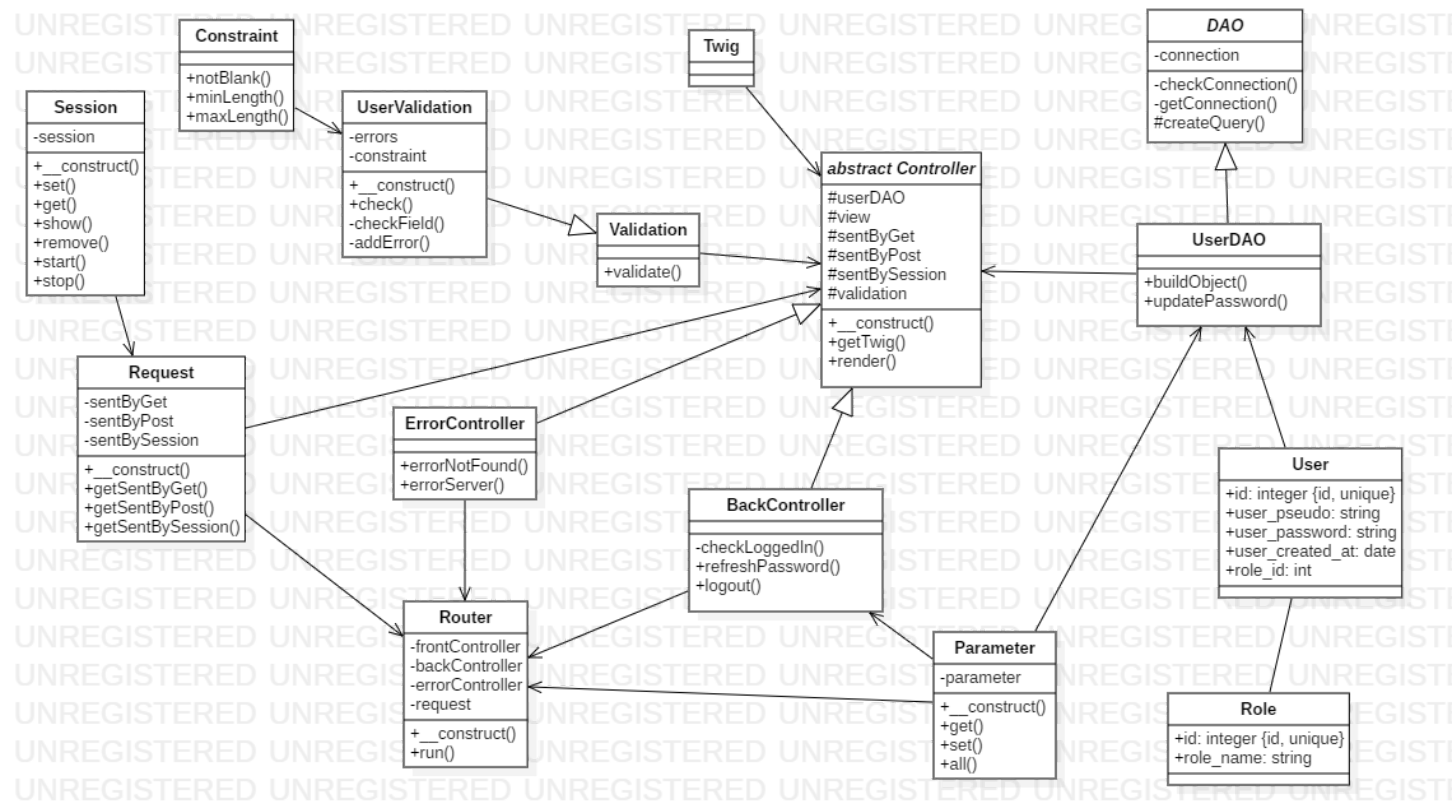 Constraint
+notBlank()
+minLength()
+maxLength()
Session
-session
+__construct()
+set()
+get()
+show()
+remove()
+start()
+stop()
UserValidation
-errors
-constraint
+__construct()
+check()
-checkField()
-addError()
Validation
+validate()
Twig
abstract Controller
#userDAO
#view
#sentByGet
#sentByPost
#sentBySession
#validation
+__construct()
+getTwig()
+render()
DAO
-connection
-checkConnection()
-getConnection()
#createQuery()
UserDAO
+buildObject()
+updatePassword()
Request
-sentByGet
-sentByPost
-sentBySession
+__construct()
+getSentByGet()
+getSentByPost()
+getSentBySession()
ErrorController
+errorNotFound()
+errorServer()
BackController
-checkLoggedIn()
+refreshPassword()
+logout()
User
+id: integer {id, unique}
+user_pseudo: string
+user_password: string
+user_created_at: date
+role_id: int
Router
-frontController
-backController
-errorController
-request
+__construct()
+run()
Parameter
-parameter
+__construct()
+get()
+set()
+all()
Role
+id: integer {id, unique}
+role_name: string
UNREGISTERED